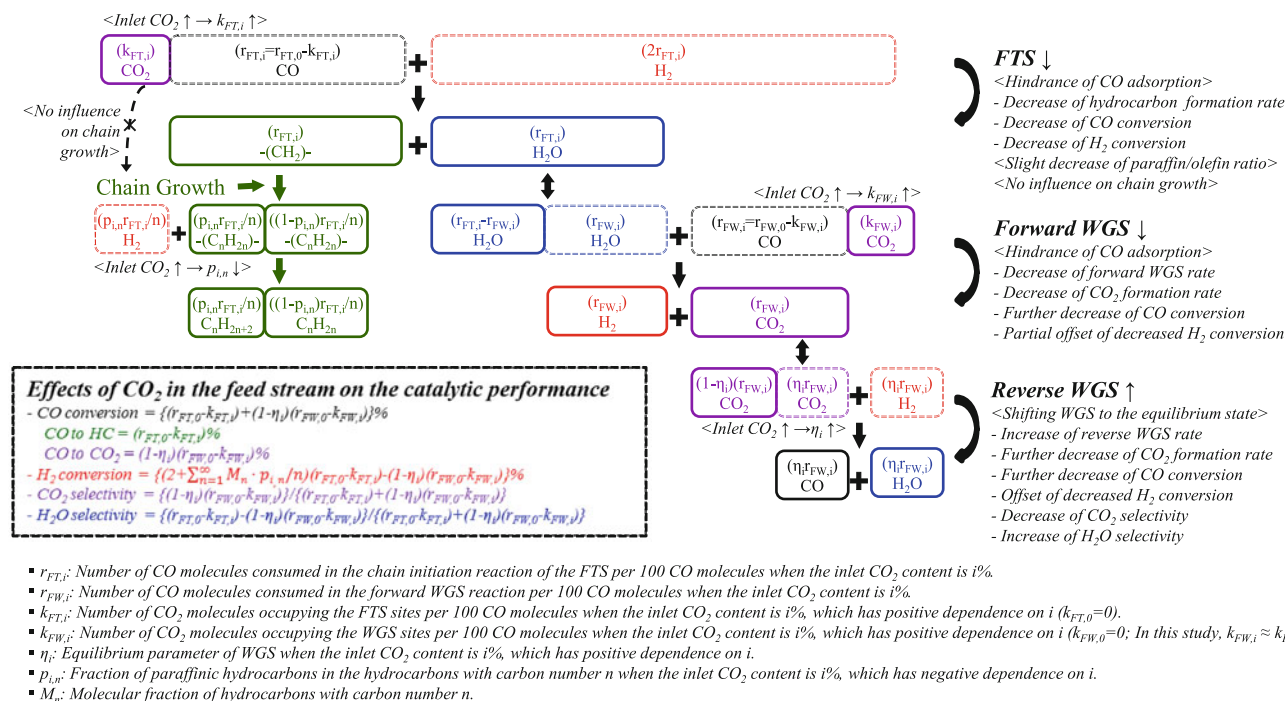 <Inlet CO₂ ↑ → k_FT,i ↑>
(k_FT,i)
CO₂
(r_FT,i=r_FT,0-k_FT,i)
CO
+
(2r_FT,i)
H₂
<No influence
on chain
growth>
(r_FT,i)
-(CH₂)-
+
(r_FT,i)
H₂O
Chain Growth
(p_i,n r_FT,i/n)
H₂
+
(p_i,n r_FT,i/n)
-(CₙH₂ₙ)-
((1-p_i,n)r_FT,i/n)
-(CₙH₂ₙ)-
<Inlet CO₂ ↑ → p_i,n ↓>
(p_i,n r_FT,i/n)
CₙH₂ₙ₊₂
((1-p_i,n)r_FT,i/n)
CₙH₂ₙ
<Inlet CO₂ ↑ → k_FW,i ↑>
(r_FT,i-r_FW,i)
H₂O
(r_FW,i)
H₂O
+
(r_FW,i=r_FW,0-k_FW,i)
CO
(k_FW,i)
CO₂
(r_FW,i)
H₂
+
(r_FW,i)
CO₂
(1-η_i)(r_FW,i)
CO₂
(η_i r_FW,i)
CO₂
+
(η_i r_FW,i)
H₂
<Inlet CO₂ ↑ →η_i ↑>
(η_i r_FW,i)
CO
+
(η_i r_FW,i)
H₂O
FTS ↓
<Hindrance of CO adsorption>
- Decrease of hydrocarbon formation rate
- Decrease of CO conversion
- Decrease of H₂ conversion
<Slight decrease of paraffin/olefin ratio>
<No influence on chain growth>
Forward WGS ↓
<Hindrance of CO adsorption>
- Decrease of forward WGS rate
- Decrease of CO₂ formation rate
- Further decrease of CO conversion
- Partial offset of decreased H₂ conversion
Reverse WGS ↑
<Shifting WGS to the equilibrium state>
- Increase of reverse WGS rate
- Further decrease of CO₂ formation rate
- Further decrease of CO conversion
- Offset of decreased H₂ conversion
- Decrease of CO₂ selectivity
- Increase of H₂O selectivity
Effects of CO₂ in the feed stream on the catalytic performance
- CO conversion = {(r_FT,0-k_FT,i)+(1-η_i)(r_FW,0-k_FW,i)}%
CO to HC = (r_FT,0-k_FT,i)%
CO to CO₂ = (1-η_i)(r_FW,0-k_FW,i)%
- H₂ conversion = {(2+∑_{n=1}^∞ Mₙ · p_i,n/n)(r_FT,0-k_FT,i)-(1-η_i)(r_FW,0-k_FW,i)}%
- CO₂ selectivity = {(1-η_i)(r_FW,0-k_FW,i)}/{(r_FT,0-k_FT,i)+(1-η_i)(r_FW,0-k_FW,i)}
- H₂O selectivity = {(r_FT,0-k_FT,i)-(1-η_i)(r_FW,0-k_FW,i)}/{(r_FT,0-k_FT,i)+(1-η_i)(r_FW,0-k_FW,i)}
▪ r_FT,i: Number of CO molecules consumed in the chain initiation reaction of the FTS per 100 CO molecules when the inlet CO₂ content is i%.
▪ r_FW,i: Number of CO molecules consumed in the forward WGS reaction per 100 CO molecules when the inlet CO₂ content is i%.
▪ k_FT,i: Number of CO₂ molecules occupying the FTS sites per 100 CO molecules when the inlet CO₂ content is i%, which has positive dependence on i (k_FT,0=0).
▪ k_FW,i: Number of CO₂ molecules occupying the WGS sites per 100 CO molecules when the inlet CO₂ content is i%, which has positive dependence on i (k_FW,0=0; In this study, k_FW,i ≈ k
▪ η_i: Equilibrium parameter of WGS when the inlet CO₂ content is i%, which has positive dependence on i.
▪ p_i,n: Fraction of paraffinic hydrocarbons in the hydrocarbons with carbon number n when the inlet CO₂ content is i%, which has negative dependence on i.
▪ Mₙ: Molecular fraction of hydrocarbons with carbon number n.